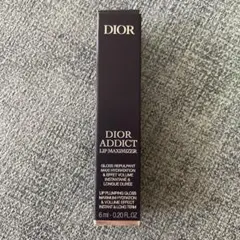 DIOR
DIOR
ADDICT
LIP MAXIMIZER
GLOSS REPULPANT
MAXI HYDRATATION
& EFFET VOLUME
INSTANTANÉ &
LONGUE DURÉE
LIP PLUMPING GLOSS
MAXIMUM HYDRATION
& VOLUME EFFECT
INSTANT & LONG TERM
6 ml - 0.20 FL. OZ